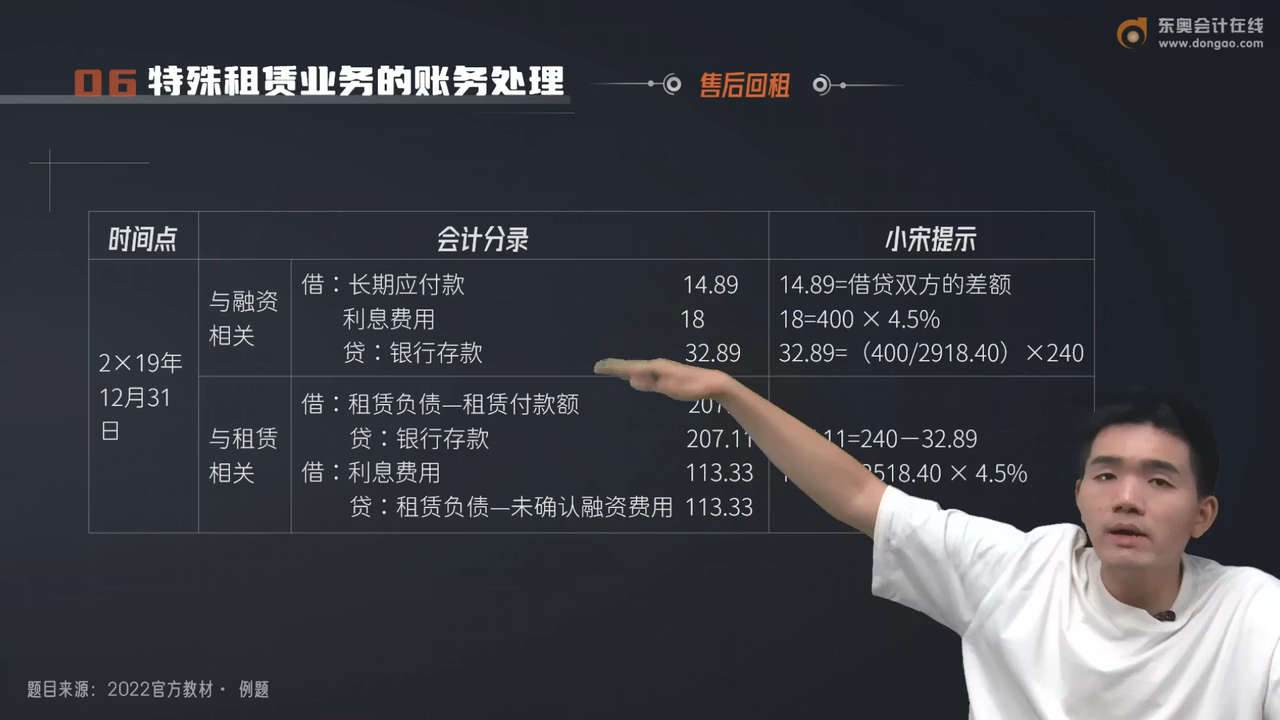 东奥会计在线
www.dongao.com
06 特殊租赁业务的账务处理
售后回租
时间点
会计分录
小宋提示
2×19年
12月31
日
与融资
相关
借：长期应付款 14.89
利息费用 18
贷：银行存款 32.89
14.89=借贷双方的差额
18=400 × 4.5%
32.89=（400/2918.40）×240
与租赁
相关
借：租赁负债—租赁付款额 207.
贷：银行存款 207.11
借：利息费用 113.33
贷：租赁负债—未确认融资费用 113.33
11=240－32.89
2518.40 × 4.5%
题目来源：2022官方教材· 例题